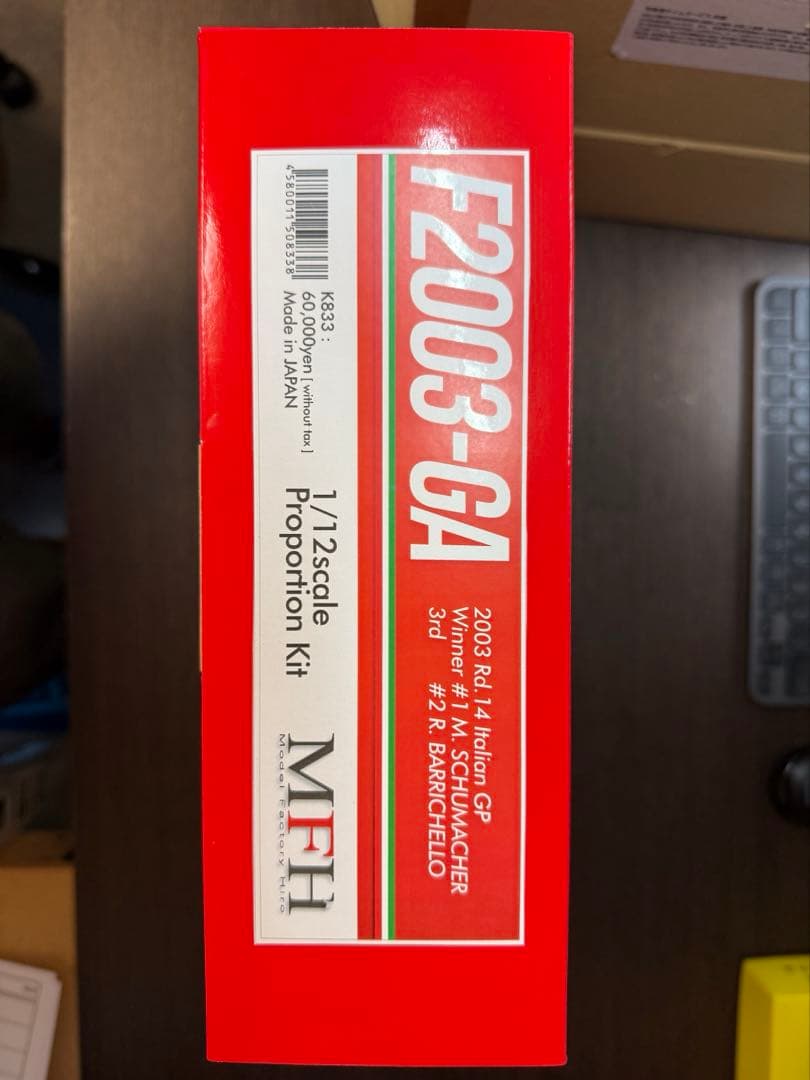 F2003-GA
2003 Rd.14 Italian GP
Winner #1 M. SCHUMACHER
3rd #2 R. BARRICHELLO
4580011508338
K833 :
60,000yen [ without tax ]
Made in JAPAN
1/12scale
Proportion Kit
MFH
Model Factory Hiro